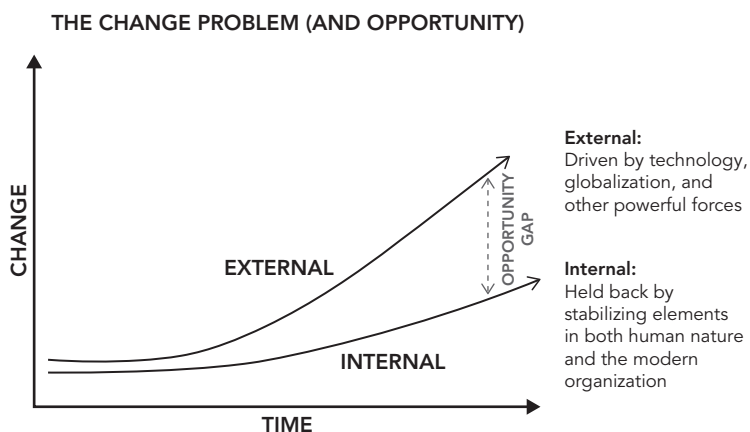 THE CHANGE PROBLEM (AND OPPORTUNITY)
CHANGE
EXTERNAL
INTERNAL
OPPORTUNITY
GAP
TIME
External:
Driven by technology,
globalization, and
other powerful forces
Internal:
Held back by
stabilizing elements
in both human nature
and the modern
organization